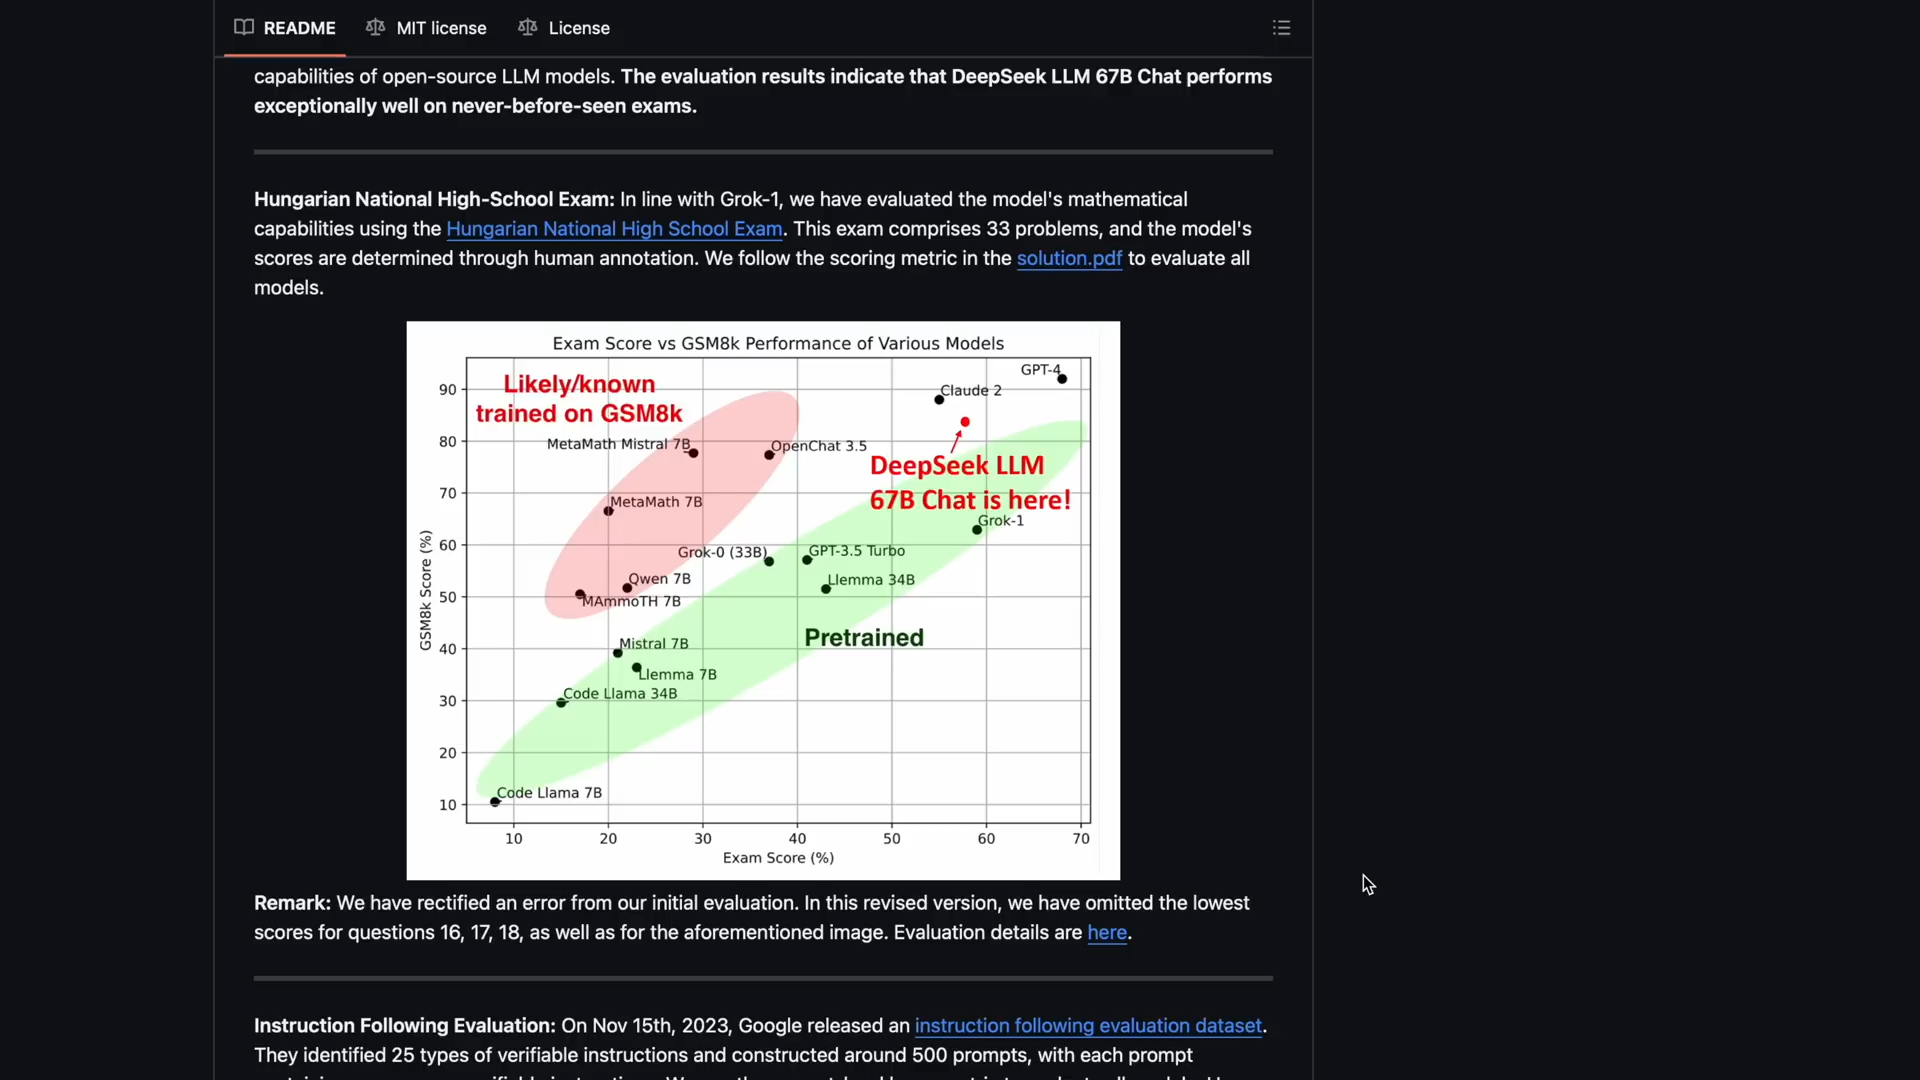 README MIT license License
capabilities of open-source LLM models. The evaluation results indicate that DeepSeek LLM 67B Chat performs
exceptionally well on never-before-seen exams.
Hungarian National High-School Exam: In line with Grok-1, we have evaluated the model's mathematical
capabilities using the Hungarian National High School Exam. This exam comprises 33 problems, and the model's
scores are determined through human annotation. We follow the scoring metric in the solution.pdf to evaluate all
models.
Exam Score vs GSM8k Performance of Various Models
GPT-4
Likely/known
trained on GSM8k
Claude 2
MetaMath Mistral 7B
OpenChat 3.5
DeepSeek LLM
67B Chat is here!
MetaMath 7B
Grok-1
Grok-0 (33B)
GPT-3.5 Turbo
Qwen 7B
Llemma 34B
MAmmoTH 7B
Pretrained
Mistral 7B
Llemma 7B
Code Llama 34B
Code Llama 7B
90
80
70
60
50
40
30
20
10
GSM8k Score (%)
10 20 30 40 50 60 70
Exam Score (%)
Remark: We have rectified an error from our initial evaluation. In this revised version, we have omitted the lowest
scores for questions 16, 17, 18, as well as for the aforementioned image. Evaluation details are here.
Instruction Following Evaluation: On Nov 15th, 2023, Google released an instruction following evaluation dataset.
They identified 25 types of verifiable instructions and constructed around 500 prompts, with each prompt